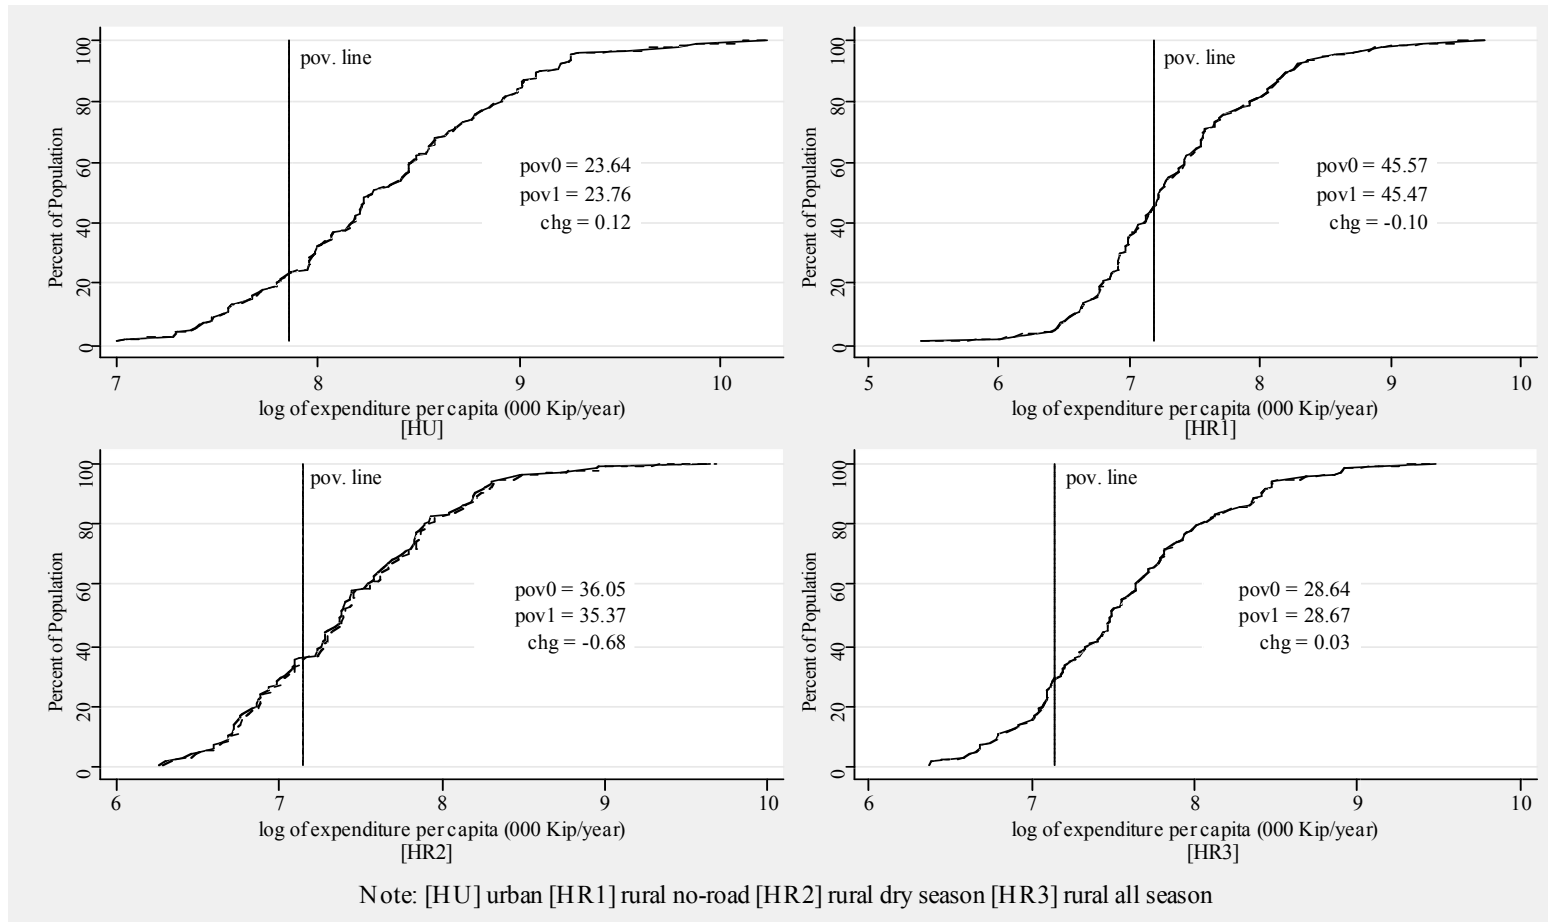 Percent of Population
0 20 40 60 80 100
pov. line
pov0 = 23.64
pov1 = 23.76
chg = 0.12
7 8 9 10
log of expenditure per capita (000 Kip/year)
[HU]
Percent of Population
0 20 40 60 80 100
pov. line
pov0 = 45.57
pov1 = 45.47
chg = -0.10
5 6 7 8 9 10
log of expenditure per capita (000 Kip/year)
[HR1]
Percent of Population
0 20 40 60 80 100
pov. line
pov0 = 36.05
pov1 = 35.37
chg = -0.68
6 7 8 9 10
log of expenditure per capita (000 Kip/year)
[HR2]
Percent of Population
0 20 40 60 80 100
pov. line
pov0 = 28.64
pov1 = 28.67
chg = 0.03
6 7 8 9 10
log of expenditure per capita (000 Kip/year)
[HR3]
Note: [HU] urban [HR1] rural no-road [HR2] rural dry season [HR3] rural all season